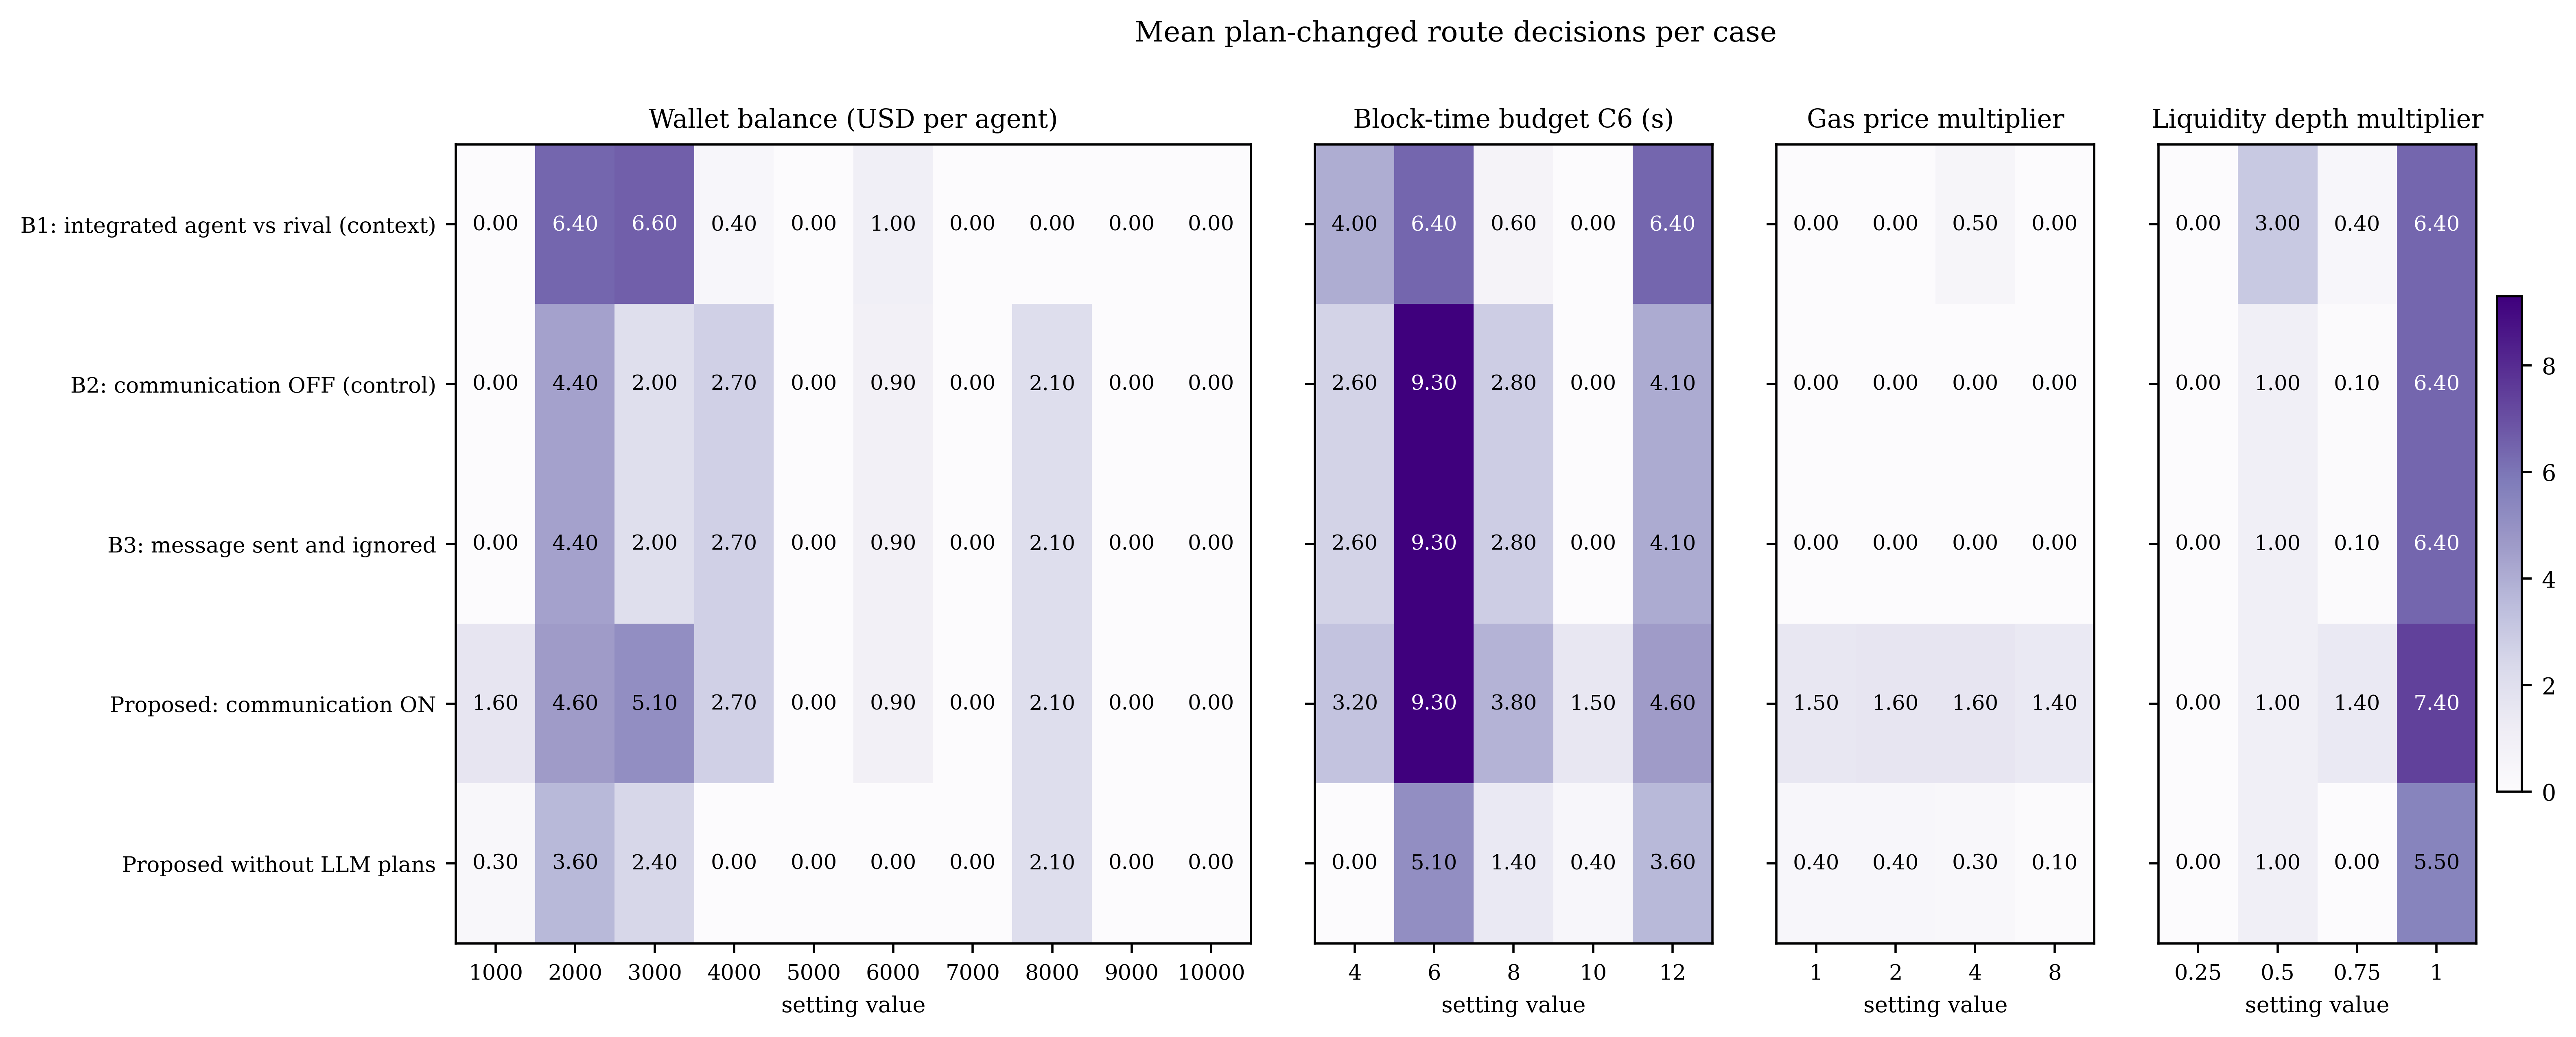 Mean plan-changed route decisions per case
Wallet balance (USD per agent)
Block-time budget C6 (s)
Gas price multiplier
Liquidity depth multiplier
B1: integrated agent vs rival (context) 0.00 6.40 6.60 0.40 0.00 1.00 0.00 0.00 0.00 0.00 4.00 6.40 0.60 0.00 6.40 0.00 0.00 0.50 0.00 0.00 3.00 0.40 6.40
B2: communication OFF (control) 0.00 4.40 2.00 2.70 0.00 0.90 0.00 2.10 0.00 0.00 2.60 9.30 2.80 0.00 4.10 0.00 0.00 0.00 0.00 0.00 1.00 0.10 6.40
B3: message sent and ignored 0.00 4.40 2.00 2.70 0.00 0.90 0.00 2.10 0.00 0.00 2.60 9.30 2.80 0.00 4.10 0.00 0.00 0.00 0.00 0.00 1.00 0.10 6.40
Proposed: communication ON 1.60 4.60 5.10 2.70 0.00 0.90 0.00 2.10 0.00 0.00 3.20 9.30 3.80 1.50 4.60 1.50 1.60 1.60 1.40 0.00 1.00 1.40 7.40
Proposed without LLM plans 0.30 3.60 2.40 0.00 0.00 0.00 0.00 2.10 0.00 0.00 0.00 5.10 1.40 0.40 3.60 0.40 0.40 0.30 0.10 0.00 1.00 0.00 5.50
1000 2000 3000 4000 5000 6000 7000 8000 9000 10000
setting value
4 6 8 10 12
setting value
1 2 4 8
setting value
0.25 0.5 0.75 1
setting value
8
6
4
2
0